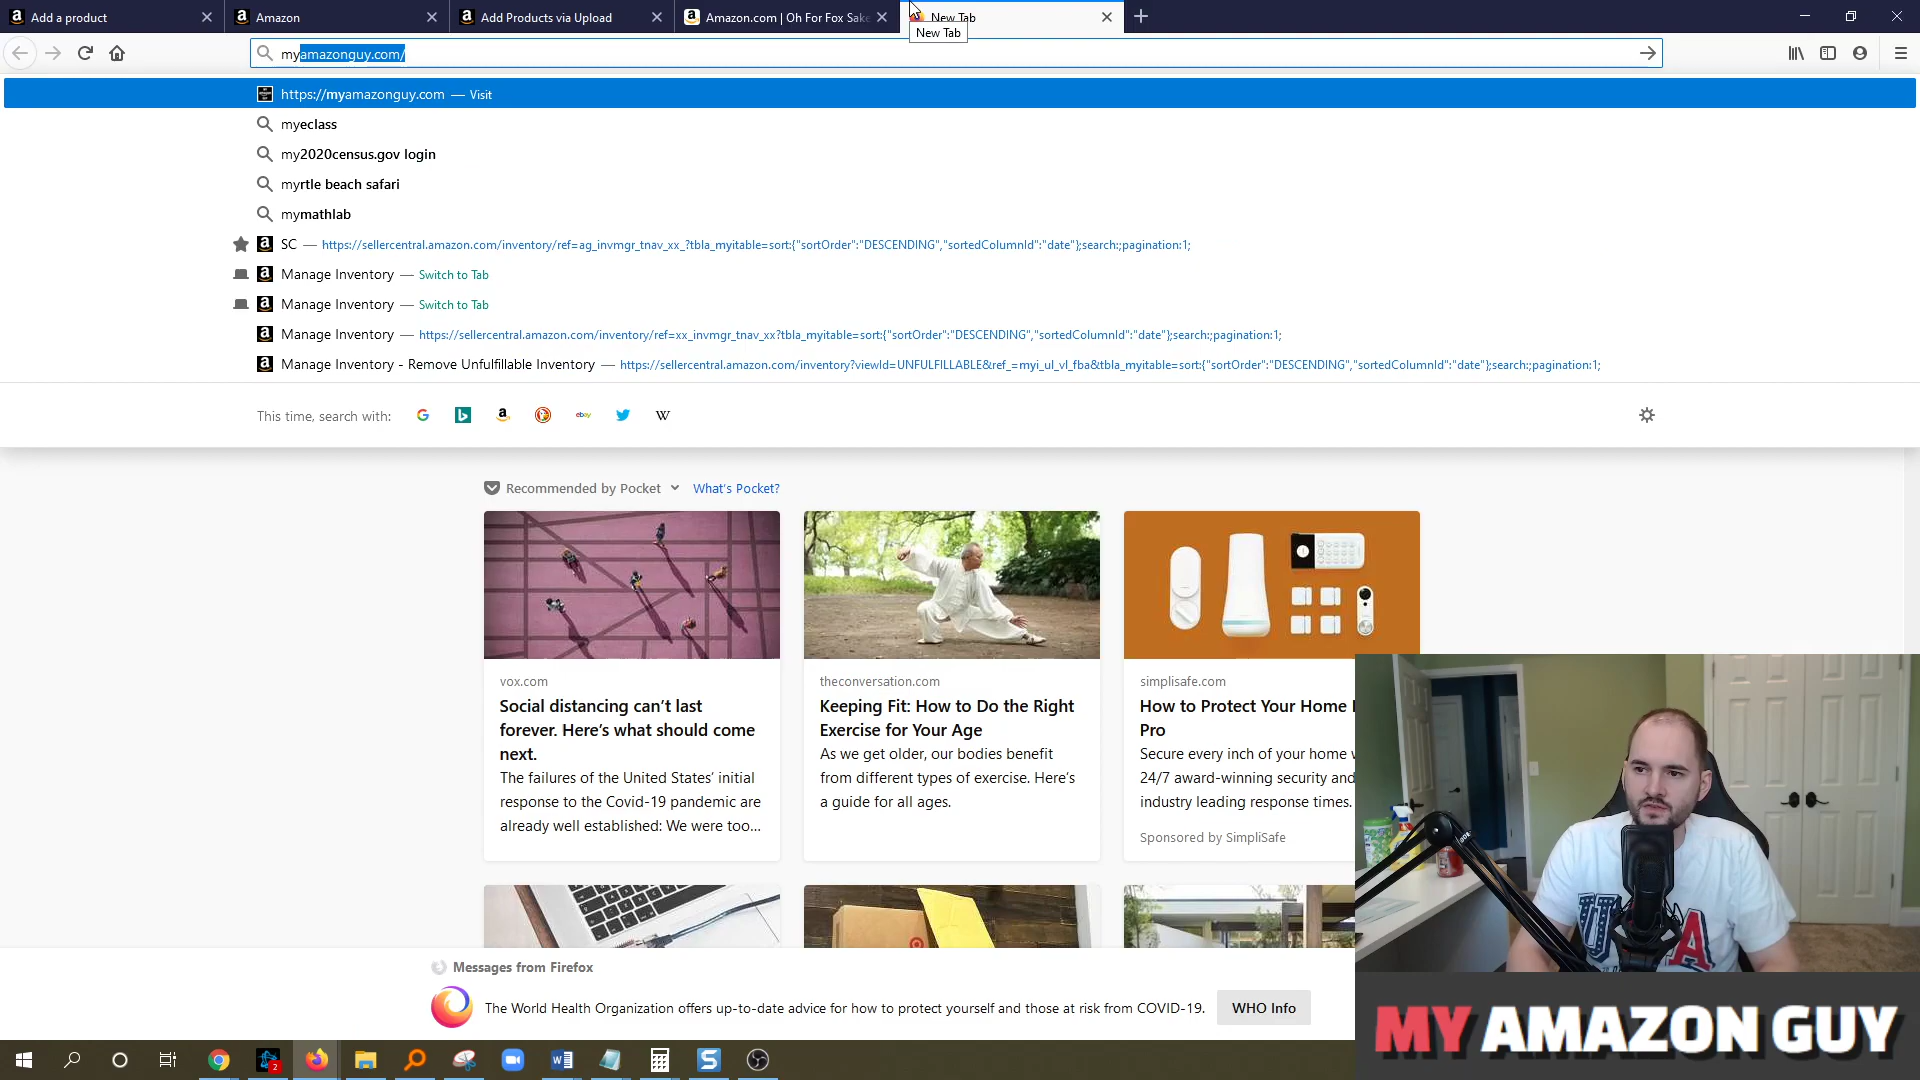 Add a product
Amazon
Add Products via Upload
Amazon.com | Oh For Fox Sake
New Tab
New Tab
myamazonguy.com/
https://myamazonguy.com — Visit
myeclass
my2020census.gov login
myrtle beach safari
mymathlab
SC — https://sellercentral.amazon.com/inventory/ref=ag_invmgr_tnav_xx_?tbla_myitable=sort:{"sortOrder":"DESCENDING","sortedColumnId":"date"};search:;pagination:1;
Manage Inventory — Switch to Tab
Manage Inventory — Switch to Tab
Manage Inventory — https://sellercentral.amazon.com/inventory/ref=xx_invmgr_tnav_xx?tbla_myitable=sort:{"sortOrder":"DESCENDING","sortedColumnId":"date"};search:;pagination:1;
Manage Inventory - Remove Unfulfillable Inventory — https://sellercentral.amazon.com/inventory?viewId=UNFULFILLABLE&ref_=myi_ul_vl_fba&tbla_myitable=sort:{"sortOrder":"DESCENDING","sortedColumnId":"date"};search:;pagination:1;
This time, search with:
ebay
W
Recommended by Pocket
What's Pocket?
vox.com
Social distancing can't last
forever. Here's what should come
next.
The failures of the United States' initial
response to the Covid-19 pandemic are
already well established: We were too...
theconversation.com
Keeping Fit: How to Do the Right
Exercise for Your Age
As we get older, our bodies benefit
from different types of exercise. Here's
a guide for all ages.
simplisafe.com
How to Protect Your Home
Pro
Secure every inch of your home
24/7 award-winning security and
industry leading response times.
Sponsored by SimpliSafe
Messages from Firefox
The World Health Organization offers up-to-date advice for how to protect yourself and those at risk from COVID-19.
WHO Info
USA
MY AMAZON GUY
2